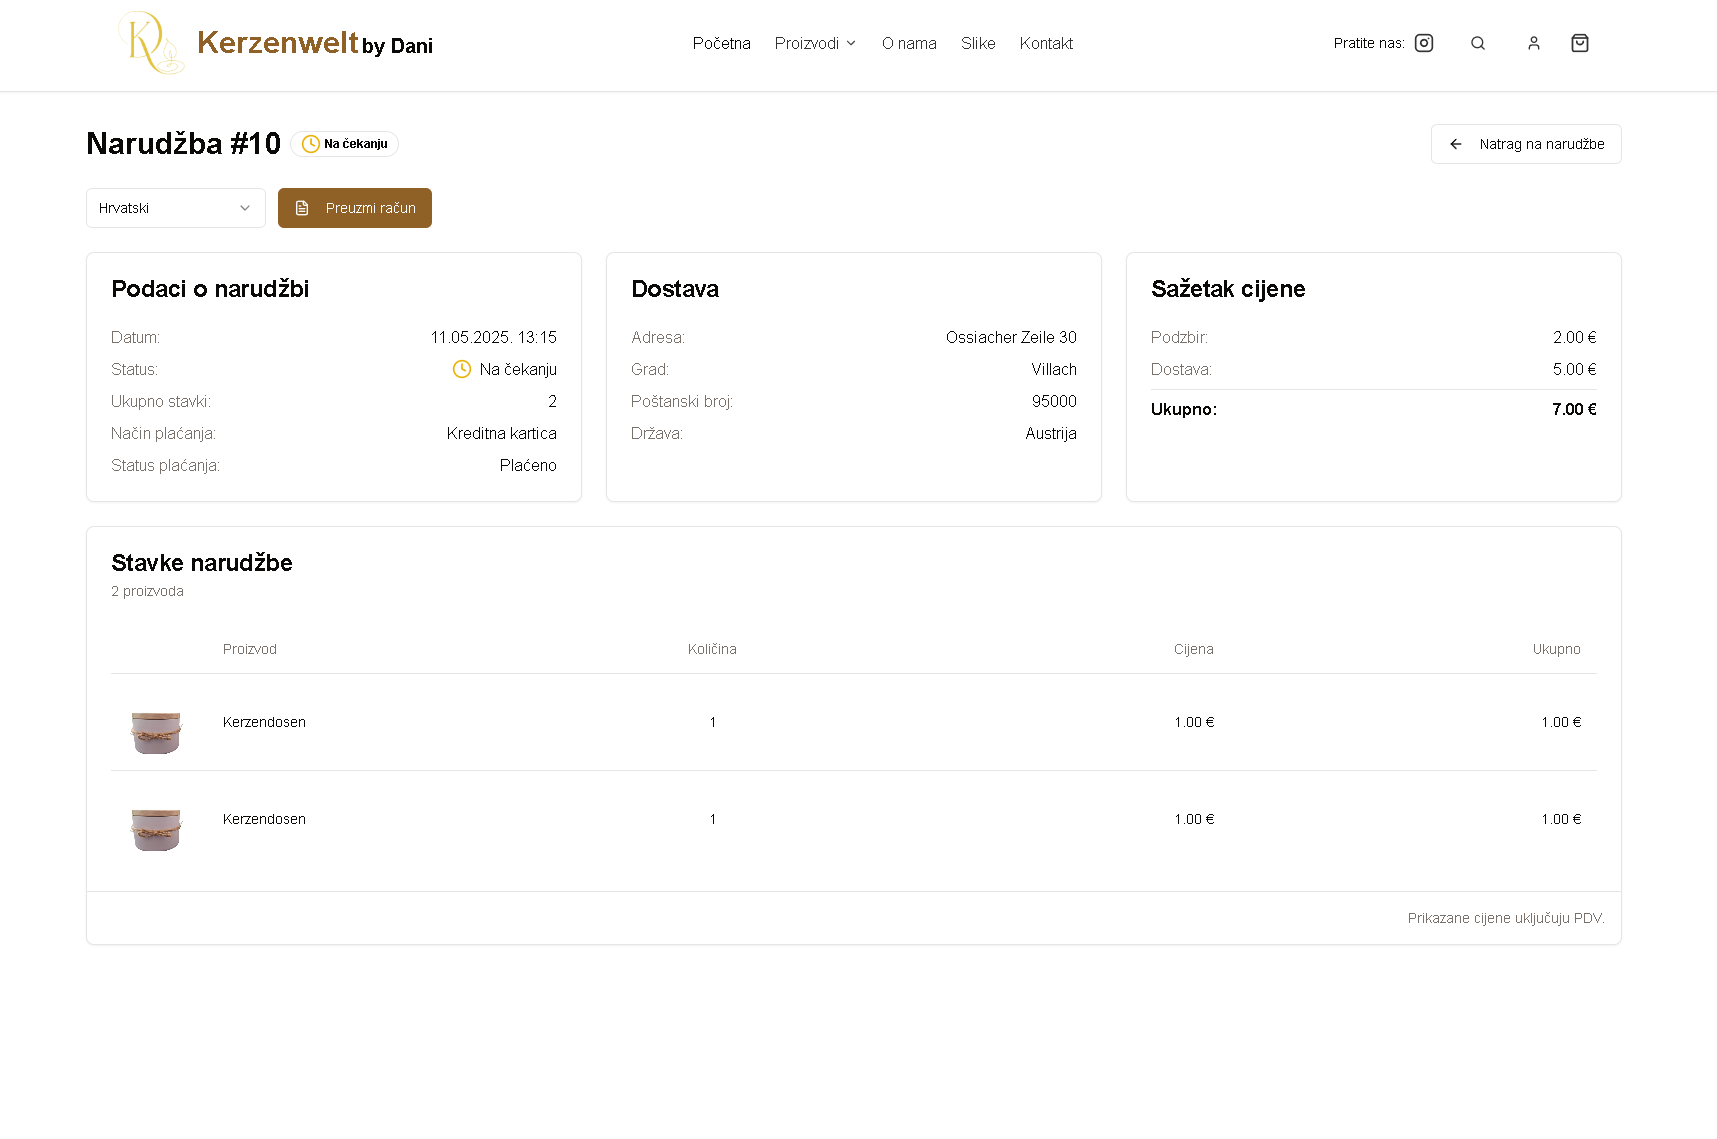 Kerzenwelt by Dani
Početna Proizvodi O nama Slike Kontakt
Pratite nas:
Narudžba #10 Na čekanju
Natrag na narudžbe
Hrvatski Preuzmi račun
Podaci o narudžbi
Datum: 11.05.2025. 13:15
Status: Na čekanju
Ukupno stavki: 2
Način plaćanja: Kreditna kartica
Status plaćanja: Plaćeno
Dostava
Adresa: Ossiacher Zeile 30
Grad: Villach
Poštanski broj: 95000
Država: Austrija
Sažetak cijene
Podzbir: 2.00 €
Dostava: 5.00 €
Ukupno: 7.00 €
Stavke narudžbe
2 proizvoda
Proizvod Količina Cijena Ukupno
Kerzendosen 1 1.00 € 1.00 €
Kerzendosen 1 1.00 € 1.00 €
Prikazane cijene uključuju PDV.